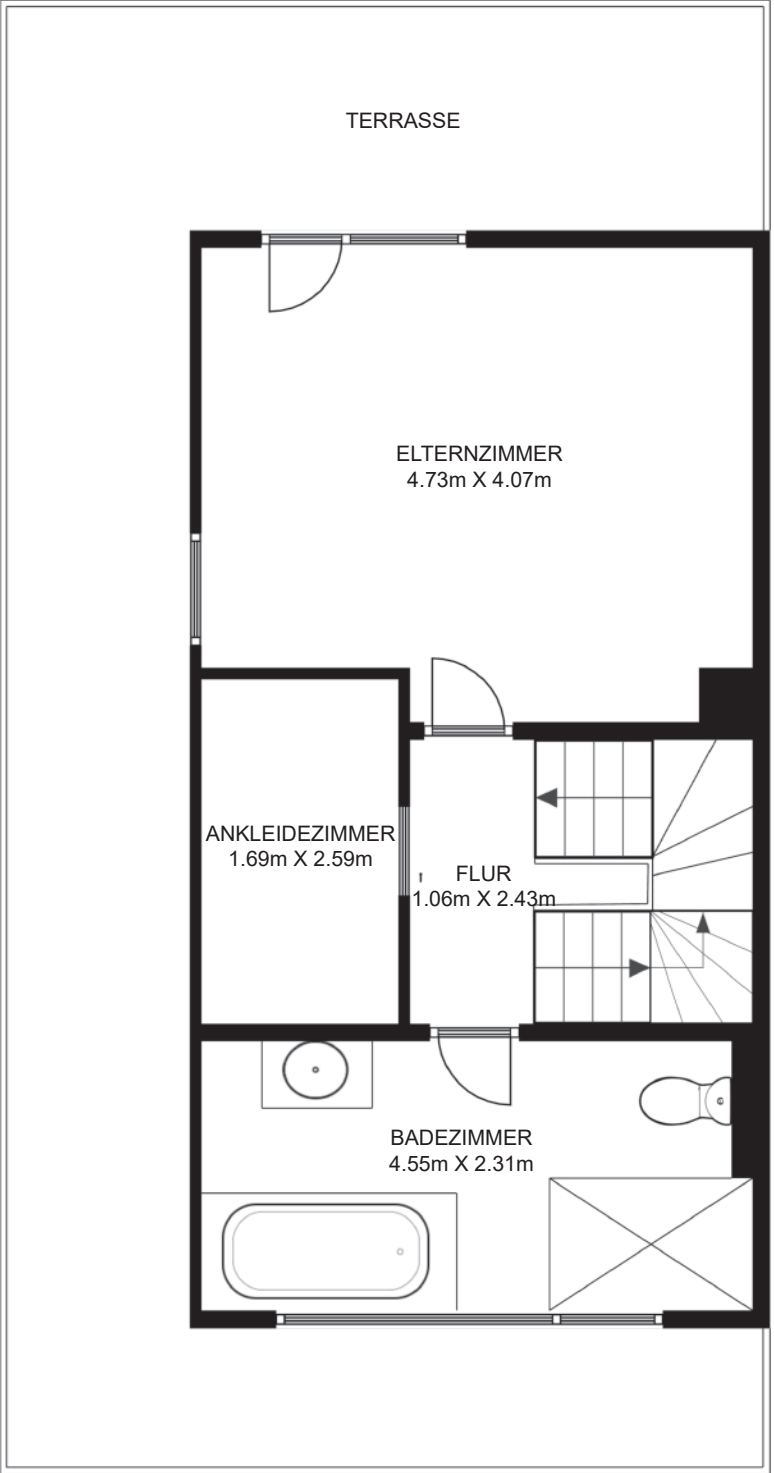 TERRASSE
ELTERNZIMMER
4.73m X 4.07m
ANKLEIDEZIMMER
1.69m X 2.59m
FLUR
1.06m X 2.43m
BADEZIMMER
4.55m X 2.31m